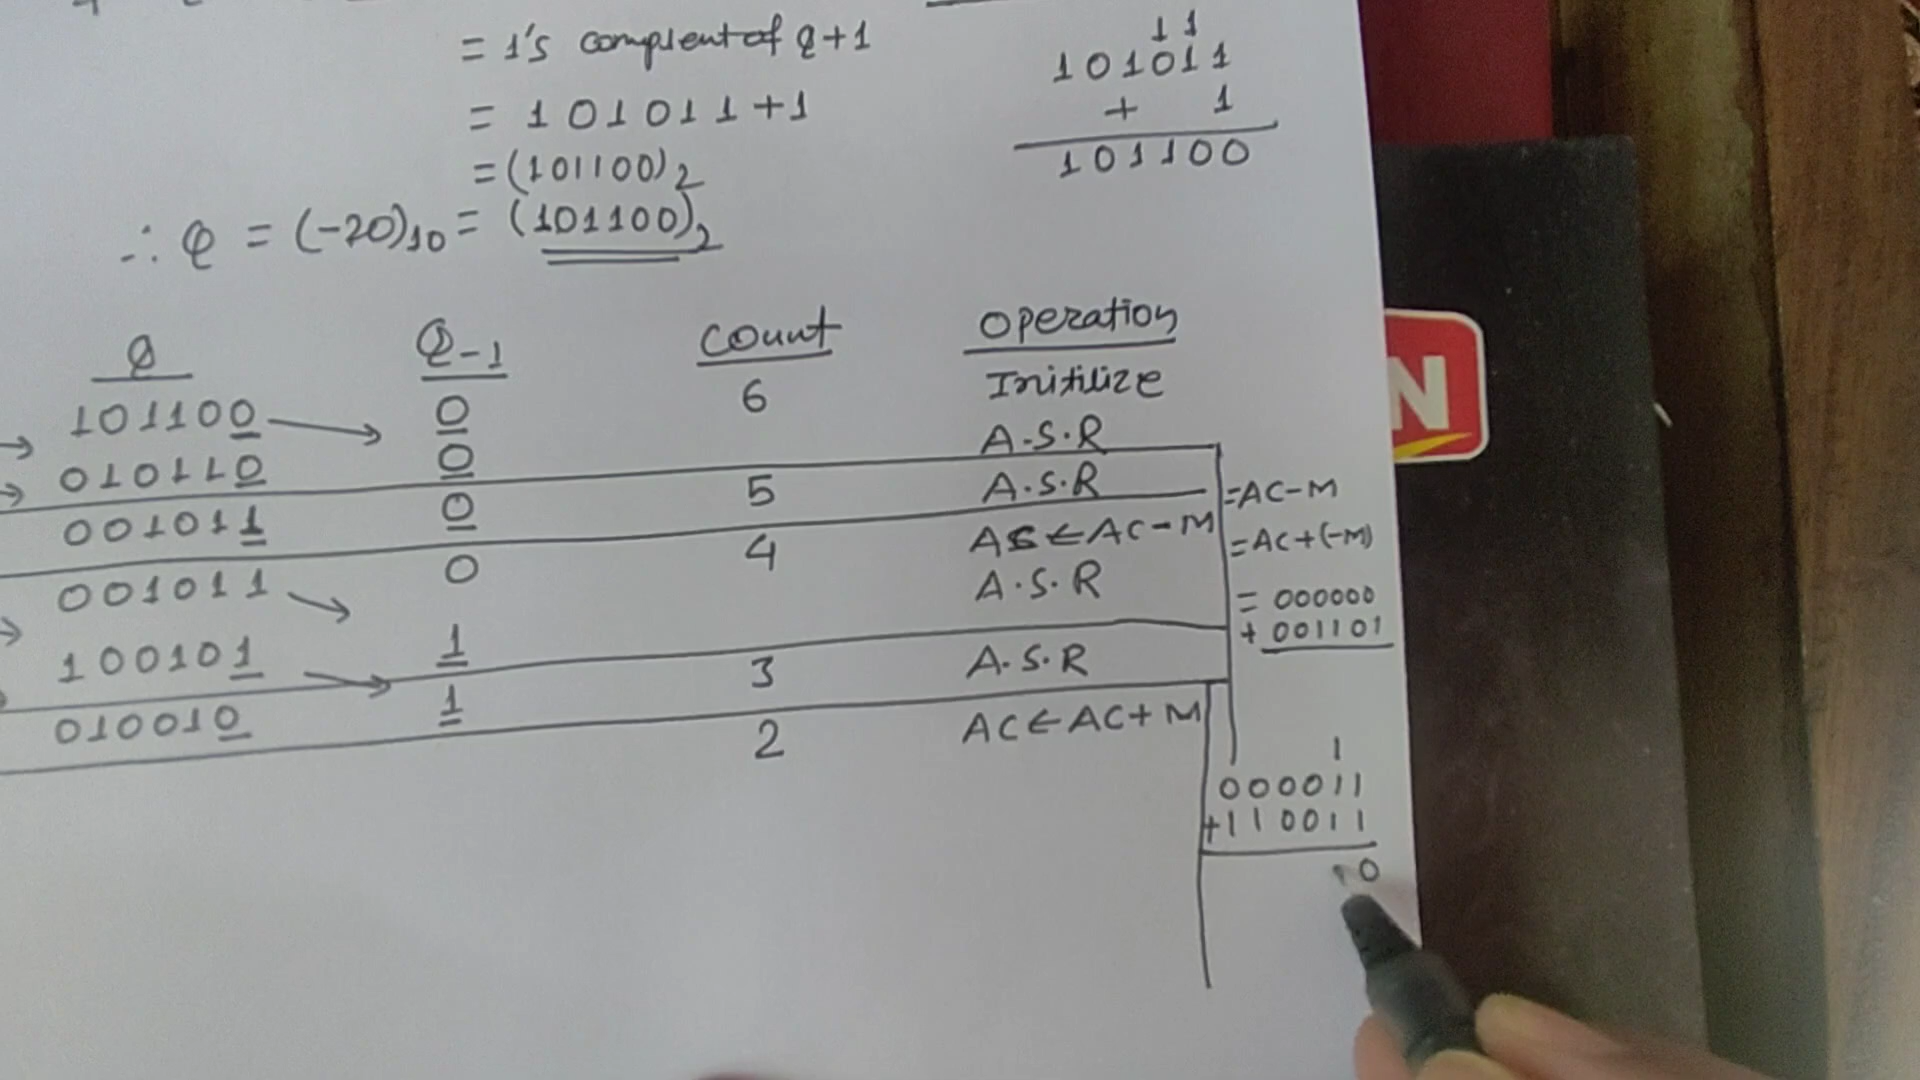 = 1's complent of Q+1
= 101011+1
= (101100)2
∴ Q = (-20)10 = (101100)2
11
101011
+ 1
101100
Q Q-1 count Operation
101100 0 6 Initilize
A.S.R
010110 0
5 A.S.R
001011 0
4 AC←AC-M
001011 0
A.S.R
100101 1
3 A.S.R
010010 1
2 AC←AC+M
=AC-M
=AC+(-M)
= 000000
+ 001101
1
000011
+110011
10
N